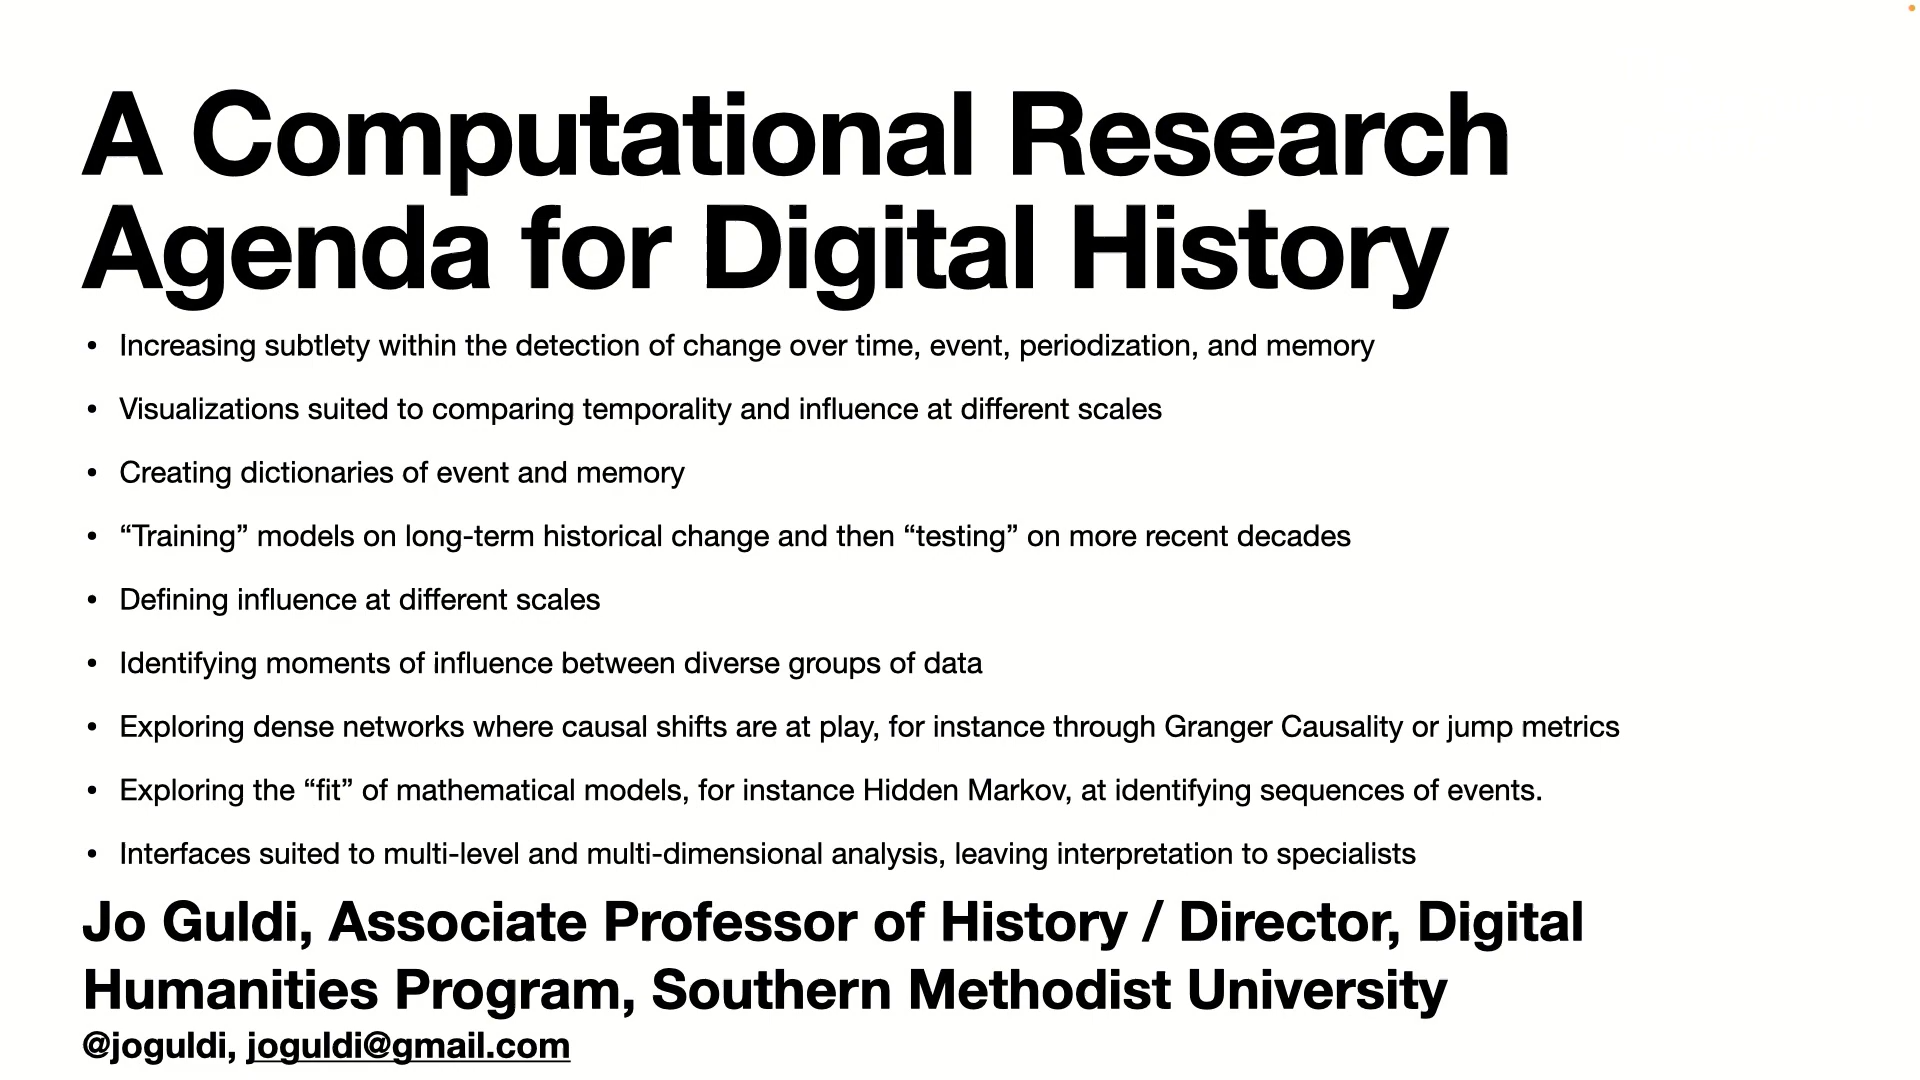 A Computational Research
Agenda for Digital History
• Increasing subtlety within the detection of change over time, event, periodization, and memory
• Visualizations suited to comparing temporality and influence at different scales
• Creating dictionaries of event and memory
• “Training” models on long-term historical change and then “testing” on more recent decades
• Defining influence at different scales
• Identifying moments of influence between diverse groups of data
• Exploring dense networks where causal shifts are at play, for instance through Granger Causality or jump metrics
• Exploring the “fit” of mathematical models, for instance Hidden Markov, at identifying sequences of events.
• Interfaces suited to multi-level and multi-dimensional analysis, leaving interpretation to specialists
Jo Guldi, Associate Professor of History / Director, Digital
Humanities Program, Southern Methodist University
@joguldi, joguldi@gmail.com